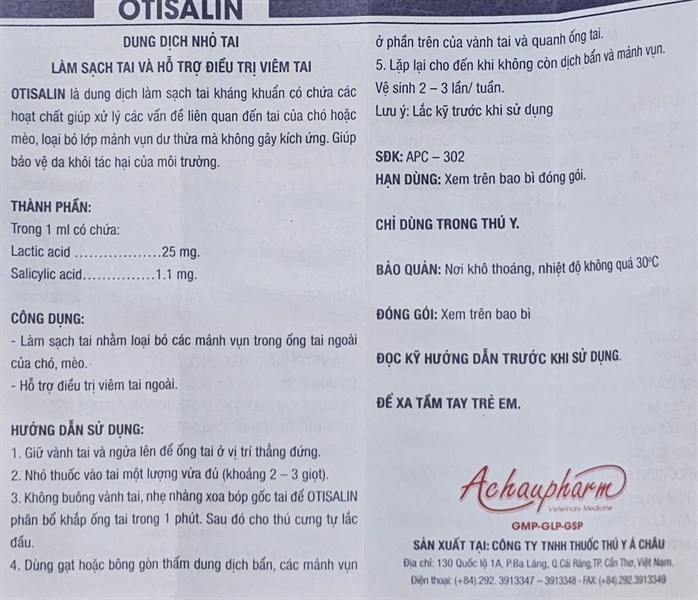 OTISALIN
DUNG DỊCH NHỎ TAI
LÀM SẠCH TAI VÀ HỖ TRỢ ĐIỀU TRỊ VIÊM TAI
OTISALIN là dung dịch làm sạch tai kháng khuẩn có chứa các
hoạt chất giúp xử lý các vấn đề liên quan đến tai của chó hoặc
mèo, loại bỏ lớp mảnh vụn dư thừa mà không gây kích ứng. Giúp
bảo vệ da khỏi tác hại của môi trường.
THÀNH PHẦN:
Trong 1 ml có chứa:
Lactic acid ..................25 mg.
Salicylic acid...............1.1 mg.
CÔNG DỤNG:
- Làm sạch tai nhằm loại bỏ các mảnh vụn trong ống tai ngoài
của chó, mèo.
- Hỗ trợ điều trị viêm tai ngoài.
HƯỚNG DẪN SỬ DỤNG:
1. Giữ vành tai và ngửa lên để ống tai ở vị trí thẳng đứng.
2. Nhỏ thuốc vào tai một lượng vừa đủ (khoảng 2 – 3 giọt).
3. Không buông vành tai, nhẹ nhàng xoa bóp gốc tai để OTISALIN
phân bố khắp ống tai trong 1 phút. Sau đó cho thú cưng tự lắc
đầu.
4. Dùng gạt hoặc bông gòn thấm dung dịch bẩn, các mảnh vụn
ở phần trên của vành tai và quanh ống tai.
5. Lặp lại cho đến khi không còn dịch bẩn và mảnh vụn.
Vệ sinh 2 – 3 lần/ tuần.
Lưu ý: Lắc kỹ trước khi sử dụng
SĐK: APC – 302
HẠN DÙNG: Xem trên bao bì đóng gói.
CHỈ DÙNG TRONG THÚ Y.
BẢO QUẢN: Nơi khô thoáng, nhiệt độ không quá 30ºC
ĐÓNG GÓI: Xem trên bao bì
ĐỌC KỸ HƯỚNG DẪN TRƯỚC KHI SỬ DỤNG.
ĐỂ XA TẦM TAY TRẺ EM.
Achaupharm
Veterinary Medicine
GMP-GLP-GSP
SẢN XUẤT TẠI: CÔNG TY TNHH THUỐC THÚ Y Á CHÂU
Địa chỉ: 130 Quốc lộ 1A, P.Ba Láng, Q.Cái Răng,TP. Cần Thơ, Việt Nam.
Điện thoại: (+84).292. 3913347 – 3913348 - FAX: (+84).292.3913349